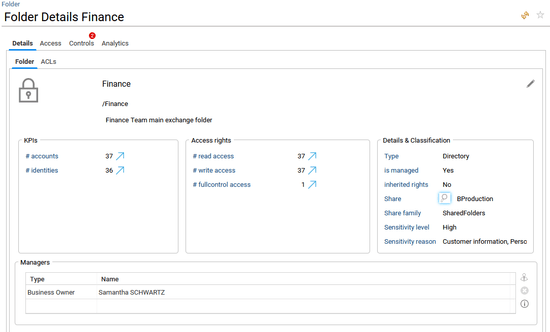 Folder
Folder Details Finance
Details Access Controls 2 Analytics
Folder ACLs
Finance
/Finance
Finance Team main exchange folder
KPIs
# accounts 37
# identities 36
Access rights
# read access 37
# write access 37
# fullcontrol access 1
Details & Classification
Type Directory
is managed Yes
inherited rights No
Share BProduction
Share family SharedFolders
Sensitivity level High
Sensitivity reason Customer information, Persc
Managers
Type Name
Business Owner Samantha SCHWARTZ